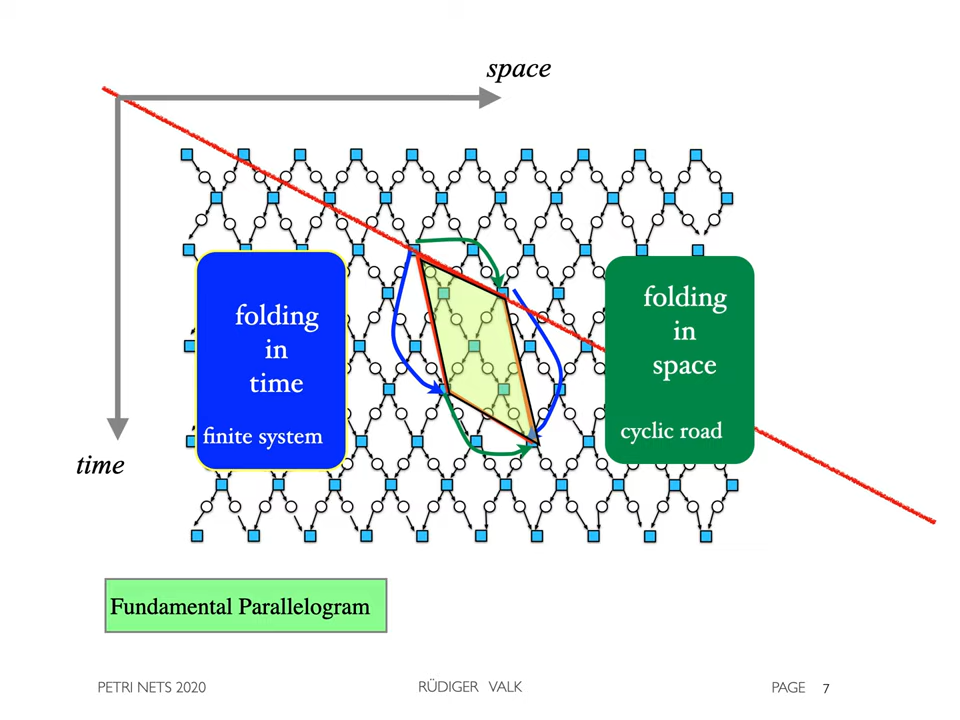 space
folding
in
time
finite system
folding
in
space
cyclic road
time
Fundamental Parallelogram
PETRI NETS 2020
RÜDIGER VALK
PAGE 7